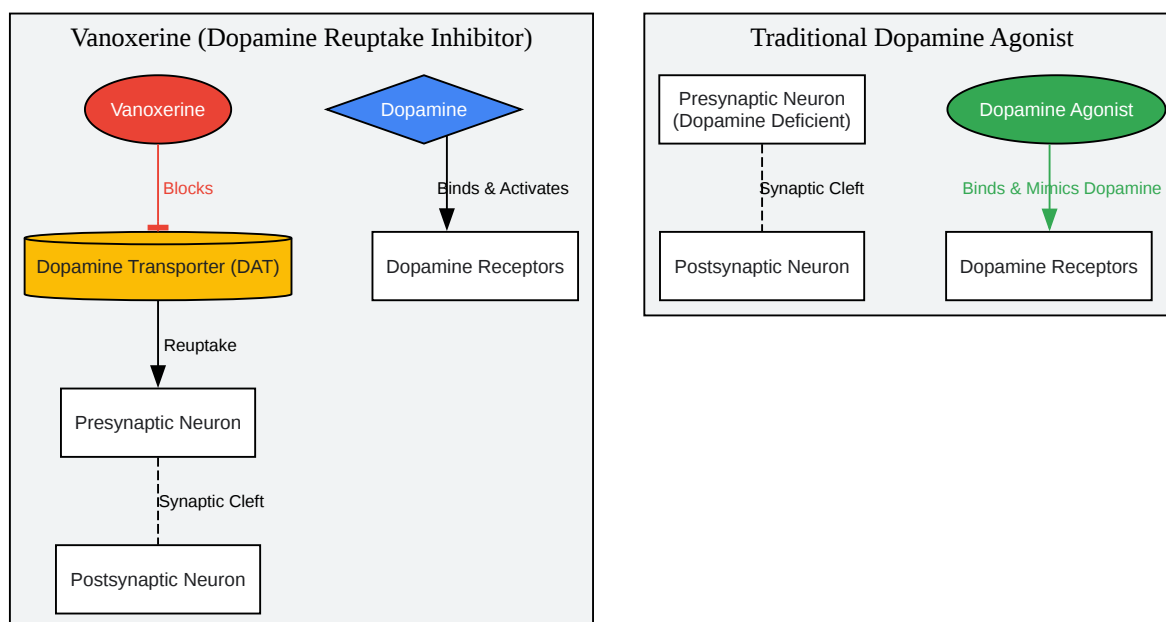 Vanoxerine (Dopamine Reuptake Inhibitor)
Vanoxerine
Dopamine
Blocks
Binds & Activates
Dopamine Transporter (DAT)
Dopamine Receptors
Reuptake
Presynaptic Neuron
Synaptic Cleft
Postsynaptic Neuron
Traditional Dopamine Agonist
Presynaptic Neuron
(Dopamine Deficient)
Dopamine Agonist
Synaptic Cleft
Binds & Mimics Dopamine
Postsynaptic Neuron
Dopamine Receptors